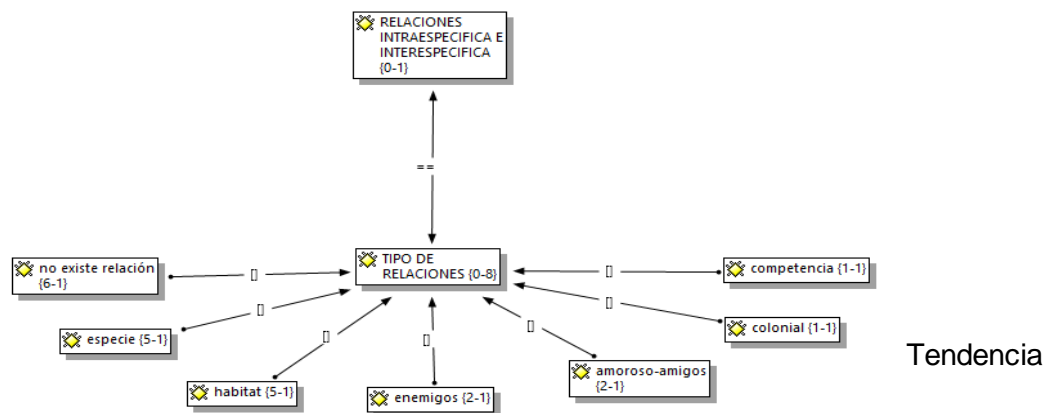 RELACIONES
INTRAESPECIFICA E
INTERESPECIFICA
{0-1}
==
TIPO DE
RELACIONES {0-8}
no existe relación
{6-1}
[]
[]
competencia {1-1}
especie {5-1}
[]
[]
colonial {1-1}
habitat {5-1}
[]
enemigos {2-1}
[]
amoroso-amigos
{2-1}
[]
Tendencia